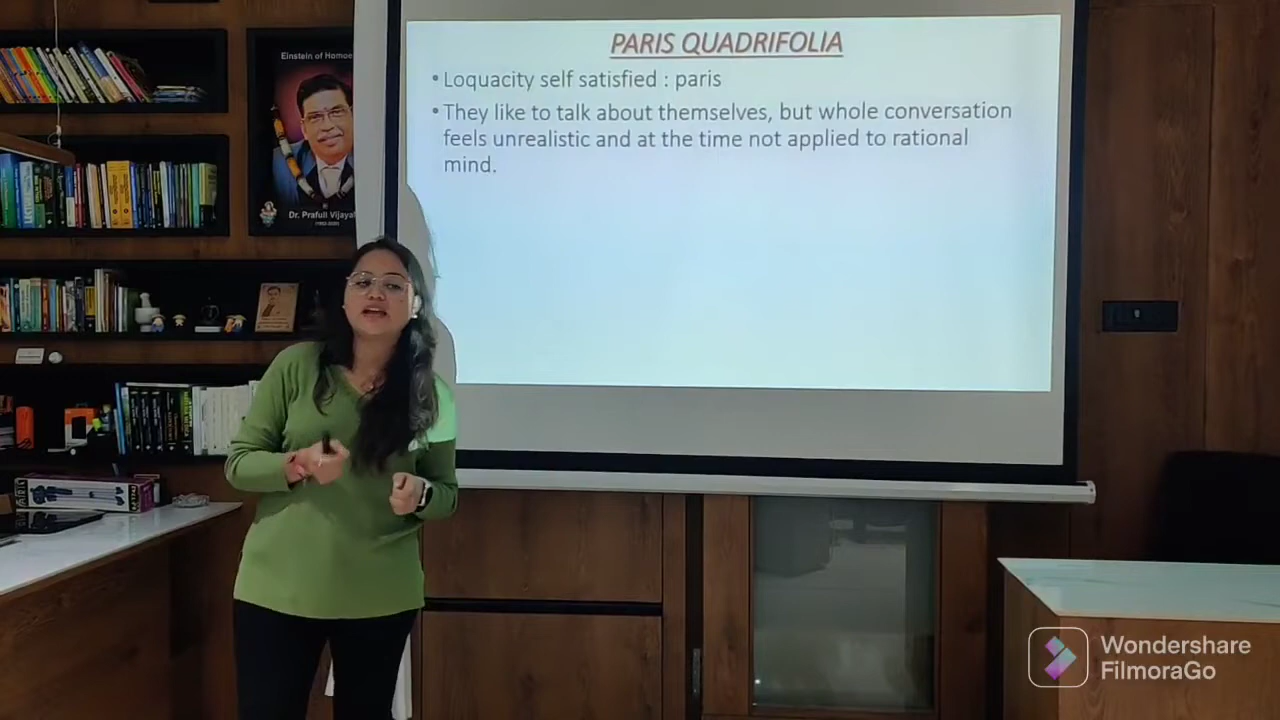 PARIS QUADRIFOLIA
• Loquacity self satisfied : paris
• They like to talk about themselves, but whole conversation
feels unrealistic and at the time not applied to rational
mind.
Einstein of Homoe
Dr. Prafull Vijaya
Wondershare
FilmoraGo